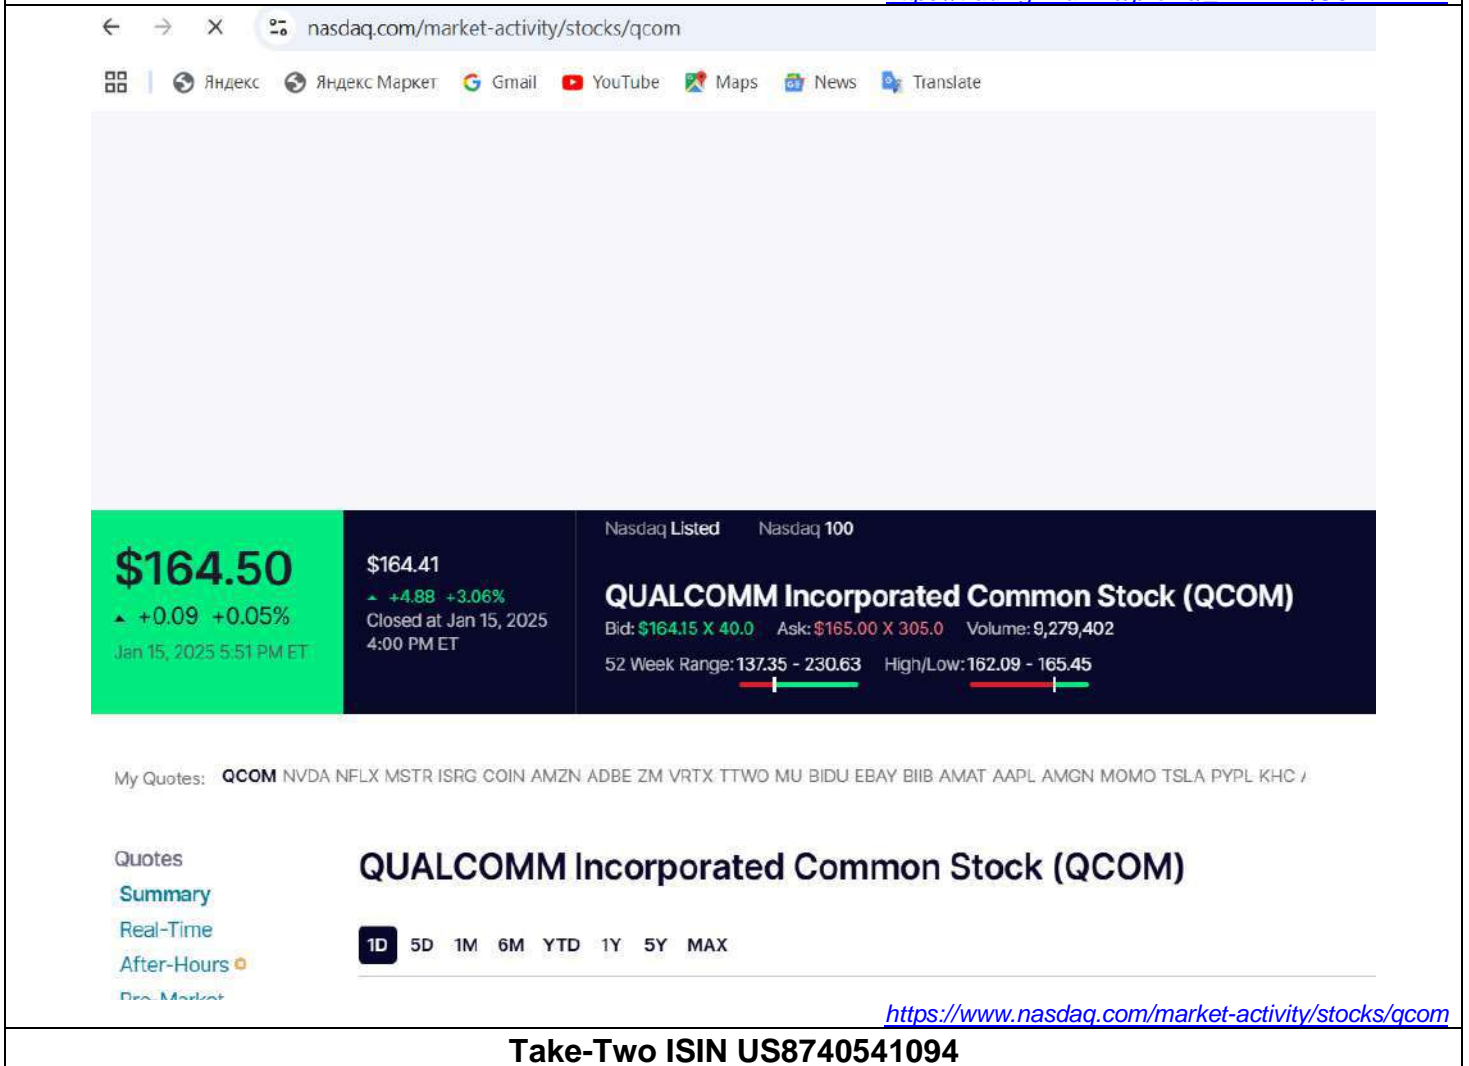 nasdaq.com/market-activity/stocks/qcom
Яндекс Яндекс Маркет Gmail YouTube Maps News Translate
$164.50
+0.09 +0.05%
Jan 15, 2025 5:51 PM ET
$164.41
+4.88 +3.06%
Closed at Jan 15, 2025
4:00 PM ET
Nasdaq Listed Nasdaq 100
QUALCOMM Incorporated Common Stock (QCOM)
Bid: $164.15 X 40.0 Ask: $165.00 X 305.0 Volume: 9,279,402
52 Week Range: 137.35 - 230.63 High/Low: 162.09 - 165.45
My Quotes: QCOM NVDA NFLX MSTR ISRG COIN AMZN ADBE ZM VRTX TTWO MU BIDU EBAY BIIB AMAT AAPL AMGN MOMO TSLA PYPL KHC
Quotes
Summary
Real-Time
After-Hours
Pre-Market
QUALCOMM Incorporated Common Stock (QCOM)
1D 5D 1M 6M YTD 1Y 5Y MAX
https://www.nasdaq.com/market-activity/stocks/qcom
Take-Two ISIN US8740541094